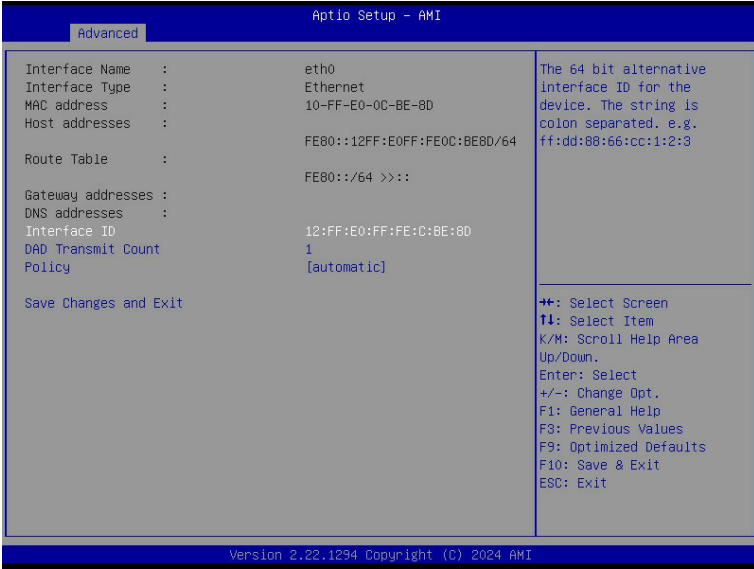 Aptio Setup – AMI
Advanced
Interface Name : eth0
Interface Type : Ethernet
MAC address : 10-FF-E0-0C-BE-8D
Host addresses :
FE80::12FF:E0FF:FE0C:BE8D/64
Route Table :
FE80::/64 >>::
Gateway addresses :
DNS addresses :
Interface ID 12:FF:E0:FF:FE:C:BE:8D
DAD Transmit Count 1
Policy [automatic]
Save Changes and Exit
The 64 bit alternative
interface ID for the
device. The string is
colon separated. e.g.
ff:dd:88:66:cc:1:2:3
→←: Select Screen
↑↓: Select Item
K/M: Scroll Help Area
Up/Down.
Enter: Select
+/-: Change Opt.
F1: General Help
F3: Previous Values
F9: Optimized Defaults
F10: Save & Exit
ESC: Exit
Version 2.22.1294 Copyright (C) 2024 AMI